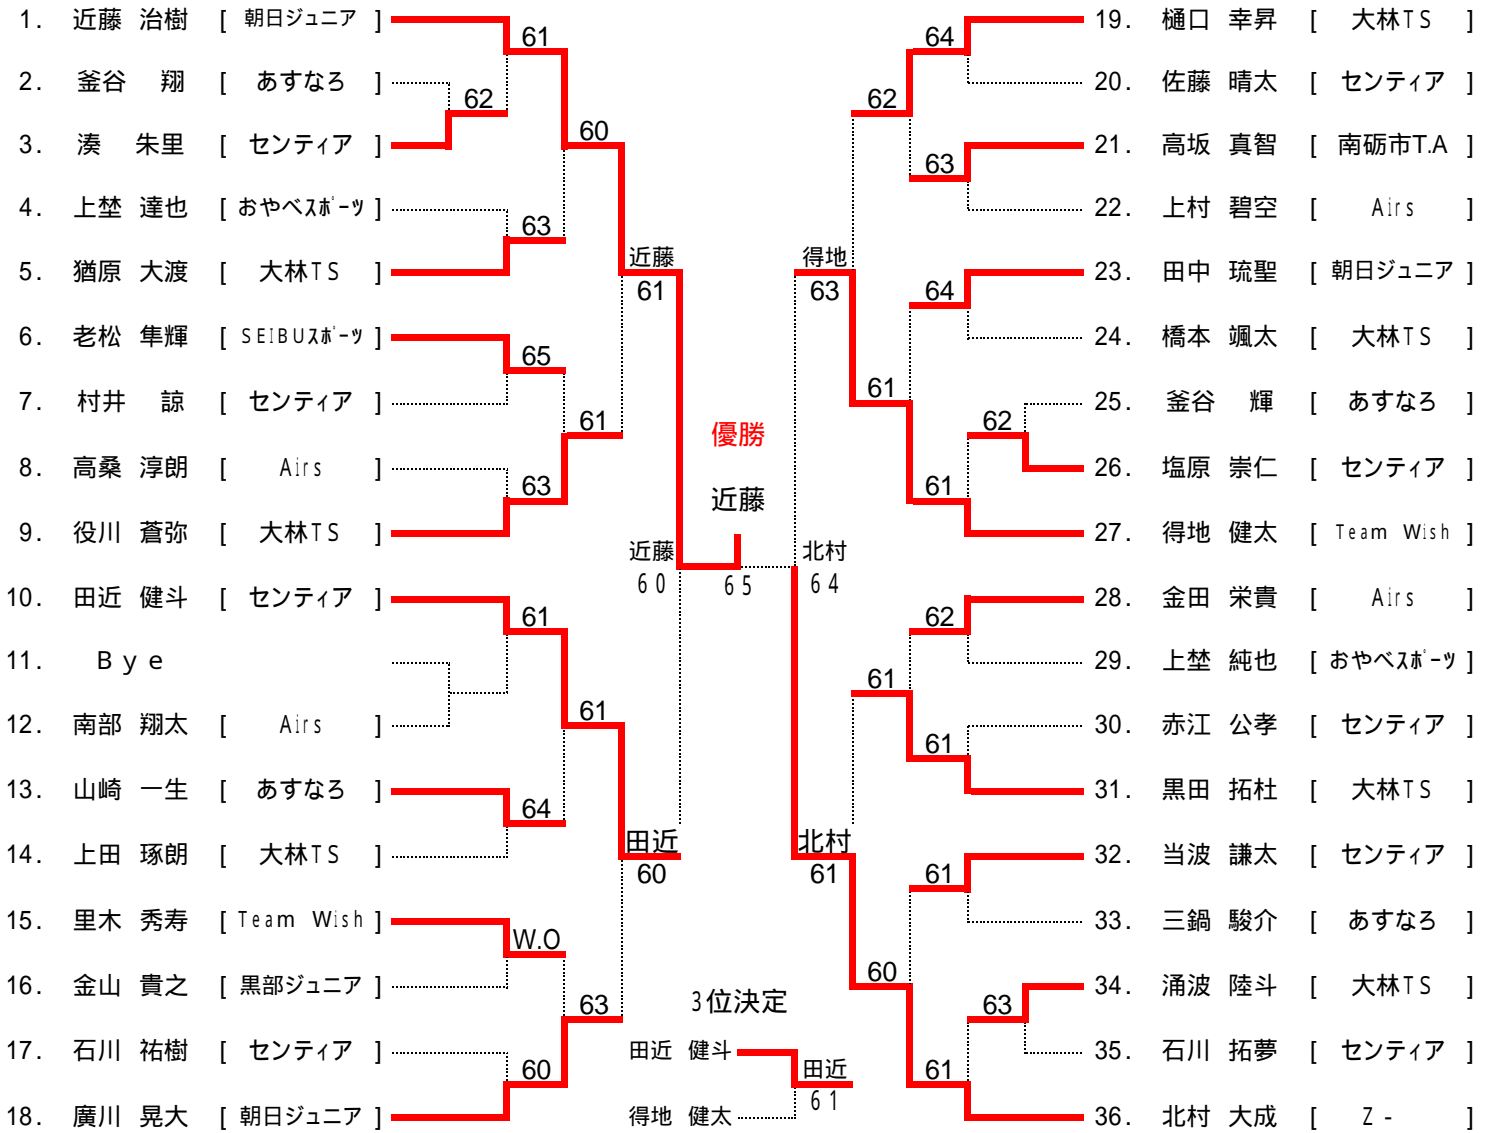 1. 近藤 治樹 [ 朝日ジュニア ]
2. 釜谷 翔 [ あすなろ ]
3. 湊 朱里 [ センティア ]
4. 上埜 達也 [ おやべｽﾎﾟｰﾂ ]
5. 猶原 大渡 [ 大林TS ]
6. 老松 隼輝 [ SEIBUｽﾎﾟｰﾂ ]
7. 村井 諒 [ センティア ]
8. 高桑 淳朗 [ Airs ]
9. 役川 蒼弥 [ 大林TS ]
10. 田近 健斗 [ センティア ]
11. Bye
12. 南部 翔太 [ Airs ]
13. 山崎 一生 [ あすなろ ]
14. 上田 琢朗 [ 大林TS ]
15. 里木 秀寿 [ Team Wish ]
16. 金山 貴之 [ 黒部ジュニア ]
17. 石川 祐樹 [ センティア ]
18. 廣川 晃大 [ 朝日ジュニア ]
61
62
60
63
近藤
61
65
61
63
61
61
64
田近
60
W.O
63
60
優勝
近藤
近藤
60
65
北村
64
3位決定
田近 健斗
得地 健太
田近
61
64
62
63
得地
63
64
61
62
61
62
61
61
北村
61
61
60
63
61
19. 樋口 幸昇 [ 大林TS ]
20. 佐藤 晴太 [ センティア ]
21. 高坂 真智 [ 南砺市T.A ]
22. 上村 碧空 [ Airs ]
23. 田中 琉聖 [ 朝日ジュニア ]
24. 橋本 颯太 [ 大林TS ]
25. 釜谷 輝 [ あすなろ ]
26. 塩原 崇仁 [ センティア ]
27. 得地 健太 [ Team Wish ]
28. 金田 栄貴 [ Airs ]
29. 上埜 純也 [ おやべｽﾎﾟｰﾂ ]
30. 赤江 公孝 [ センティア ]
31. 黒田 拓杜 [ 大林TS ]
32. 当波 謙太 [ センティア ]
33. 三鍋 駿介 [ あすなろ ]
34. 涌波 陸斗 [ 大林TS ]
35. 石川 拓夢 [ センティア ]
36. 北村 大成 [ Z- ]